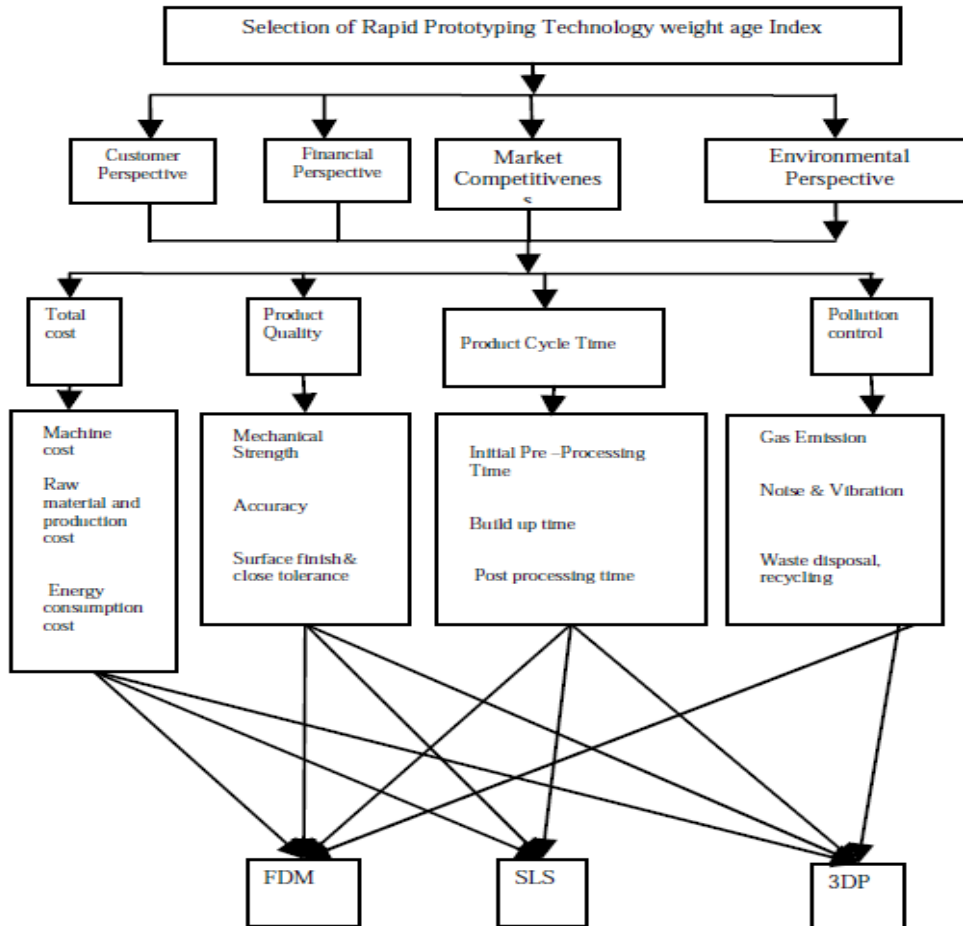 Selection of Rapid Prototyping Technology weight age Index
Customer
Perspective
Financial
Perspective
Market
Competitivenes
s
Environmental
Perspective
Total
cost
Product
Quality
Product Cycle Time
Pollution
control
Machine
cost
Raw
material and
production
cost
Energy
consumption
cost
Mechanical
Strength
Accuracy
Surface finish&
close tolerance
Initial Pre –Processing
Time
Build up time
Post processing time
Gas Emission
Noise & Vibration
Waste disposal,
recycling
FDM
SLS
3DP